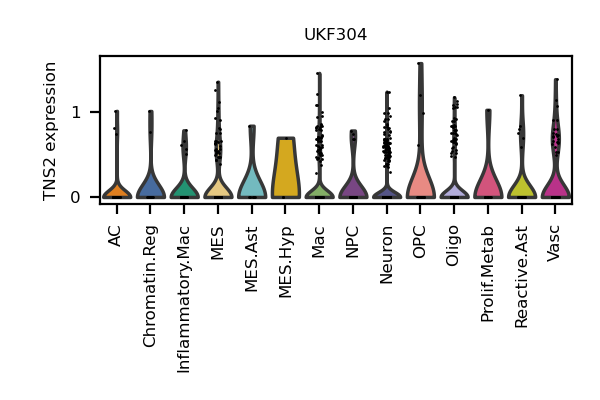 UKF304
TNS2 expression
1
0
AC
Chromatin.Reg
Inflammatory.Mac
MES
MES.Ast
MES.Hyp
Mac
NPC
Neuron
OPC
Oligo
Prolif.Metab
Reactive.Ast
Vasc